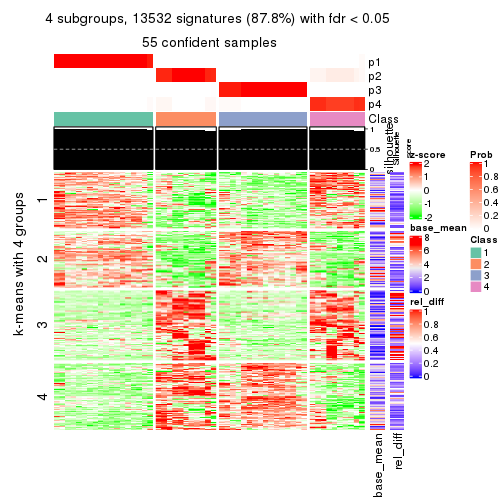 4 subgroups, 13532 signatures (87.8%) with fdr < 0.05
55 confident samples
p1
p2
p3
p4
Class
1
0.5
0
silhouette
Silhouette
score
k-means with 4 groups
1
2
3
4
base_mean
rel_diff
z-score
2
1
0
-1
-2
base_mean
8
6
4
2
0
rel_diff
1
0.8
0.6
0.4
0.2
0
Prob
1
0.8
0.6
0.4
0.2
0
Class
1
2
3
4